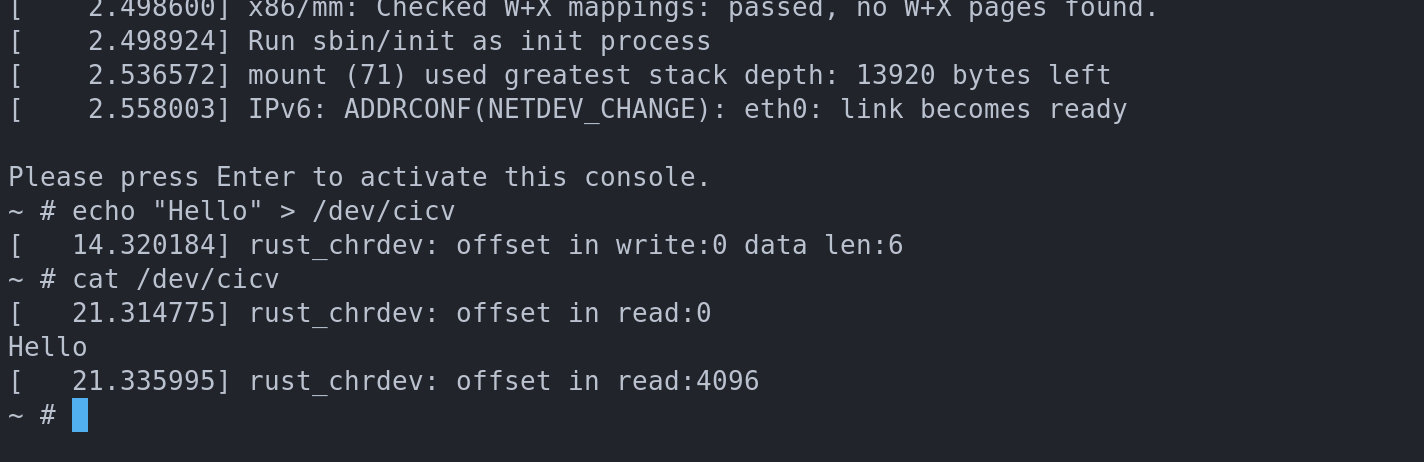 [    2.498600] x86/mm: Checked W+X mappings: passed, no W+X pages found.
[    2.498924] Run sbin/init as init process
[    2.536572] mount (71) used greatest stack depth: 13920 bytes left
[    2.558003] IPv6: ADDRCONF(NETDEV_CHANGE): eth0: link becomes ready
Please press Enter to activate this console.
~ # echo "Hello" > /dev/cicv
[   14.320184] rust_chrdev: offset in write:0 data len:6
~ # cat /dev/cicv
[   21.314775] rust_chrdev: offset in read:0
Hello
[   21.335995] rust_chrdev: offset in read:4096
~ #